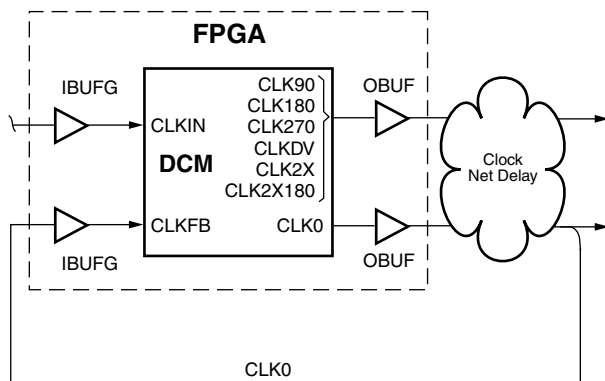 FPGA
IBUFG
CLK90
CLK180
CLK270
CLKDV
CLK2X
CLK2X180
OBUF
CLKIN
DCM
Clock
Net Delay
CLKFB
CLK0
IBUFG
OBUF
CLK0